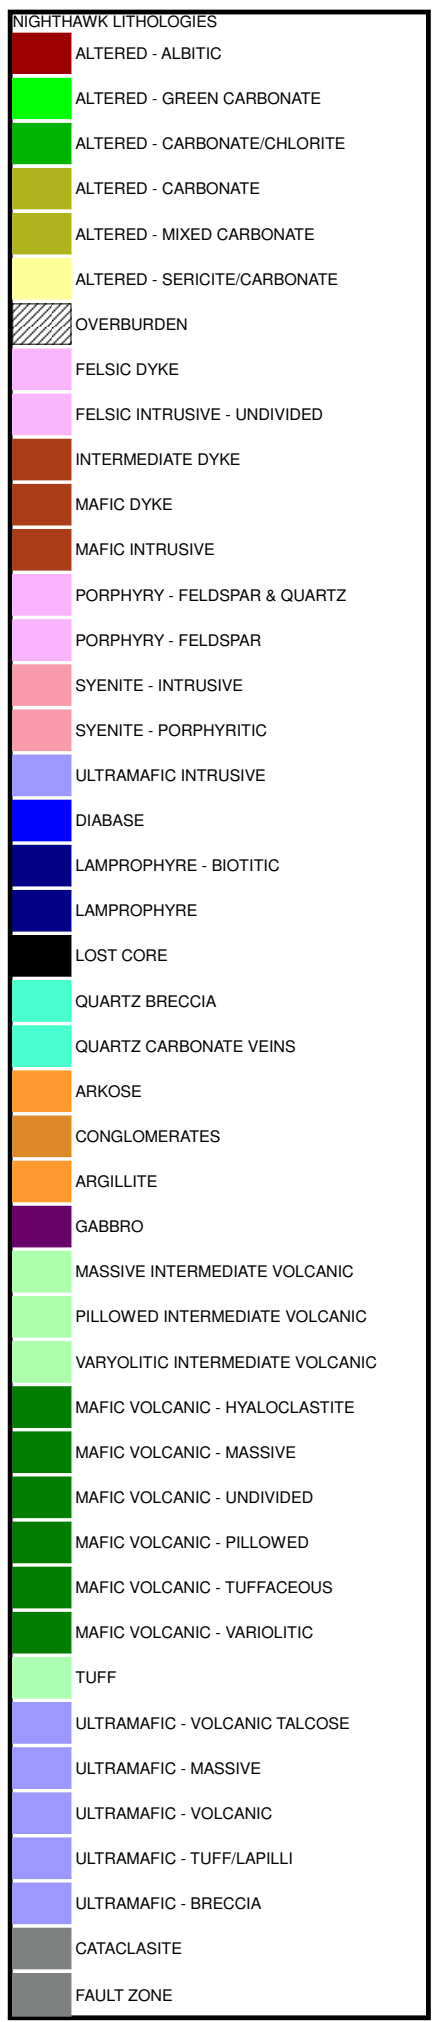 NIGHTHAWK LITHOLOGIES
ALTERED - ALBITIC
ALTERED - GREEN CARBONATE
ALTERED - CARBONATE/CHLORITE
ALTERED - CARBONATE
ALTERED - MIXED CARBONATE
ALTERED - SERICITE/CARBONATE
OVERBURDEN
FELSIC DYKE
FELSIC INTRUSIVE - UNDIVIDED
INTERMEDIATE DYKE
MAFIC DYKE
MAFIC INTRUSIVE
PORPHYRY - FELDSPAR & QUARTZ
PORPHYRY - FELDSPAR
SYENITE - INTRUSIVE
SYENITE - PORPHYRITIC
ULTRAMAFIC INTRUSIVE
DIABASE
LAMPROPHYRE - BIOTITIC
LAMPROPHYRE
LOST CORE
QUARTZ BRECCIA
QUARTZ CARBONATE VEINS
ARKOSE
CONGLOMERATES
ARGILLITE
GABBRO
MASSIVE INTERMEDIATE VOLCANIC
PILLOWED INTERMEDIATE VOLCANIC
VARYOLITIC INTERMEDIATE VOLCANIC
MAFIC VOLCANIC - HYALOCLASTITE
MAFIC VOLCANIC - MASSIVE
MAFIC VOLCANIC - UNDIVIDED
MAFIC VOLCANIC - PILLOWED
MAFIC VOLCANIC - TUFFACEOUS
MAFIC VOLCANIC - VARIOLITIC
TUFF
ULTRAMAFIC - VOLCANIC TALCOSE
ULTRAMAFIC - MASSIVE
ULTRAMAFIC - VOLCANIC
ULTRAMAFIC - TUFF/LAPILLI
ULTRAMAFIC - BRECCIA
CATACLASITE
FAULT ZONE